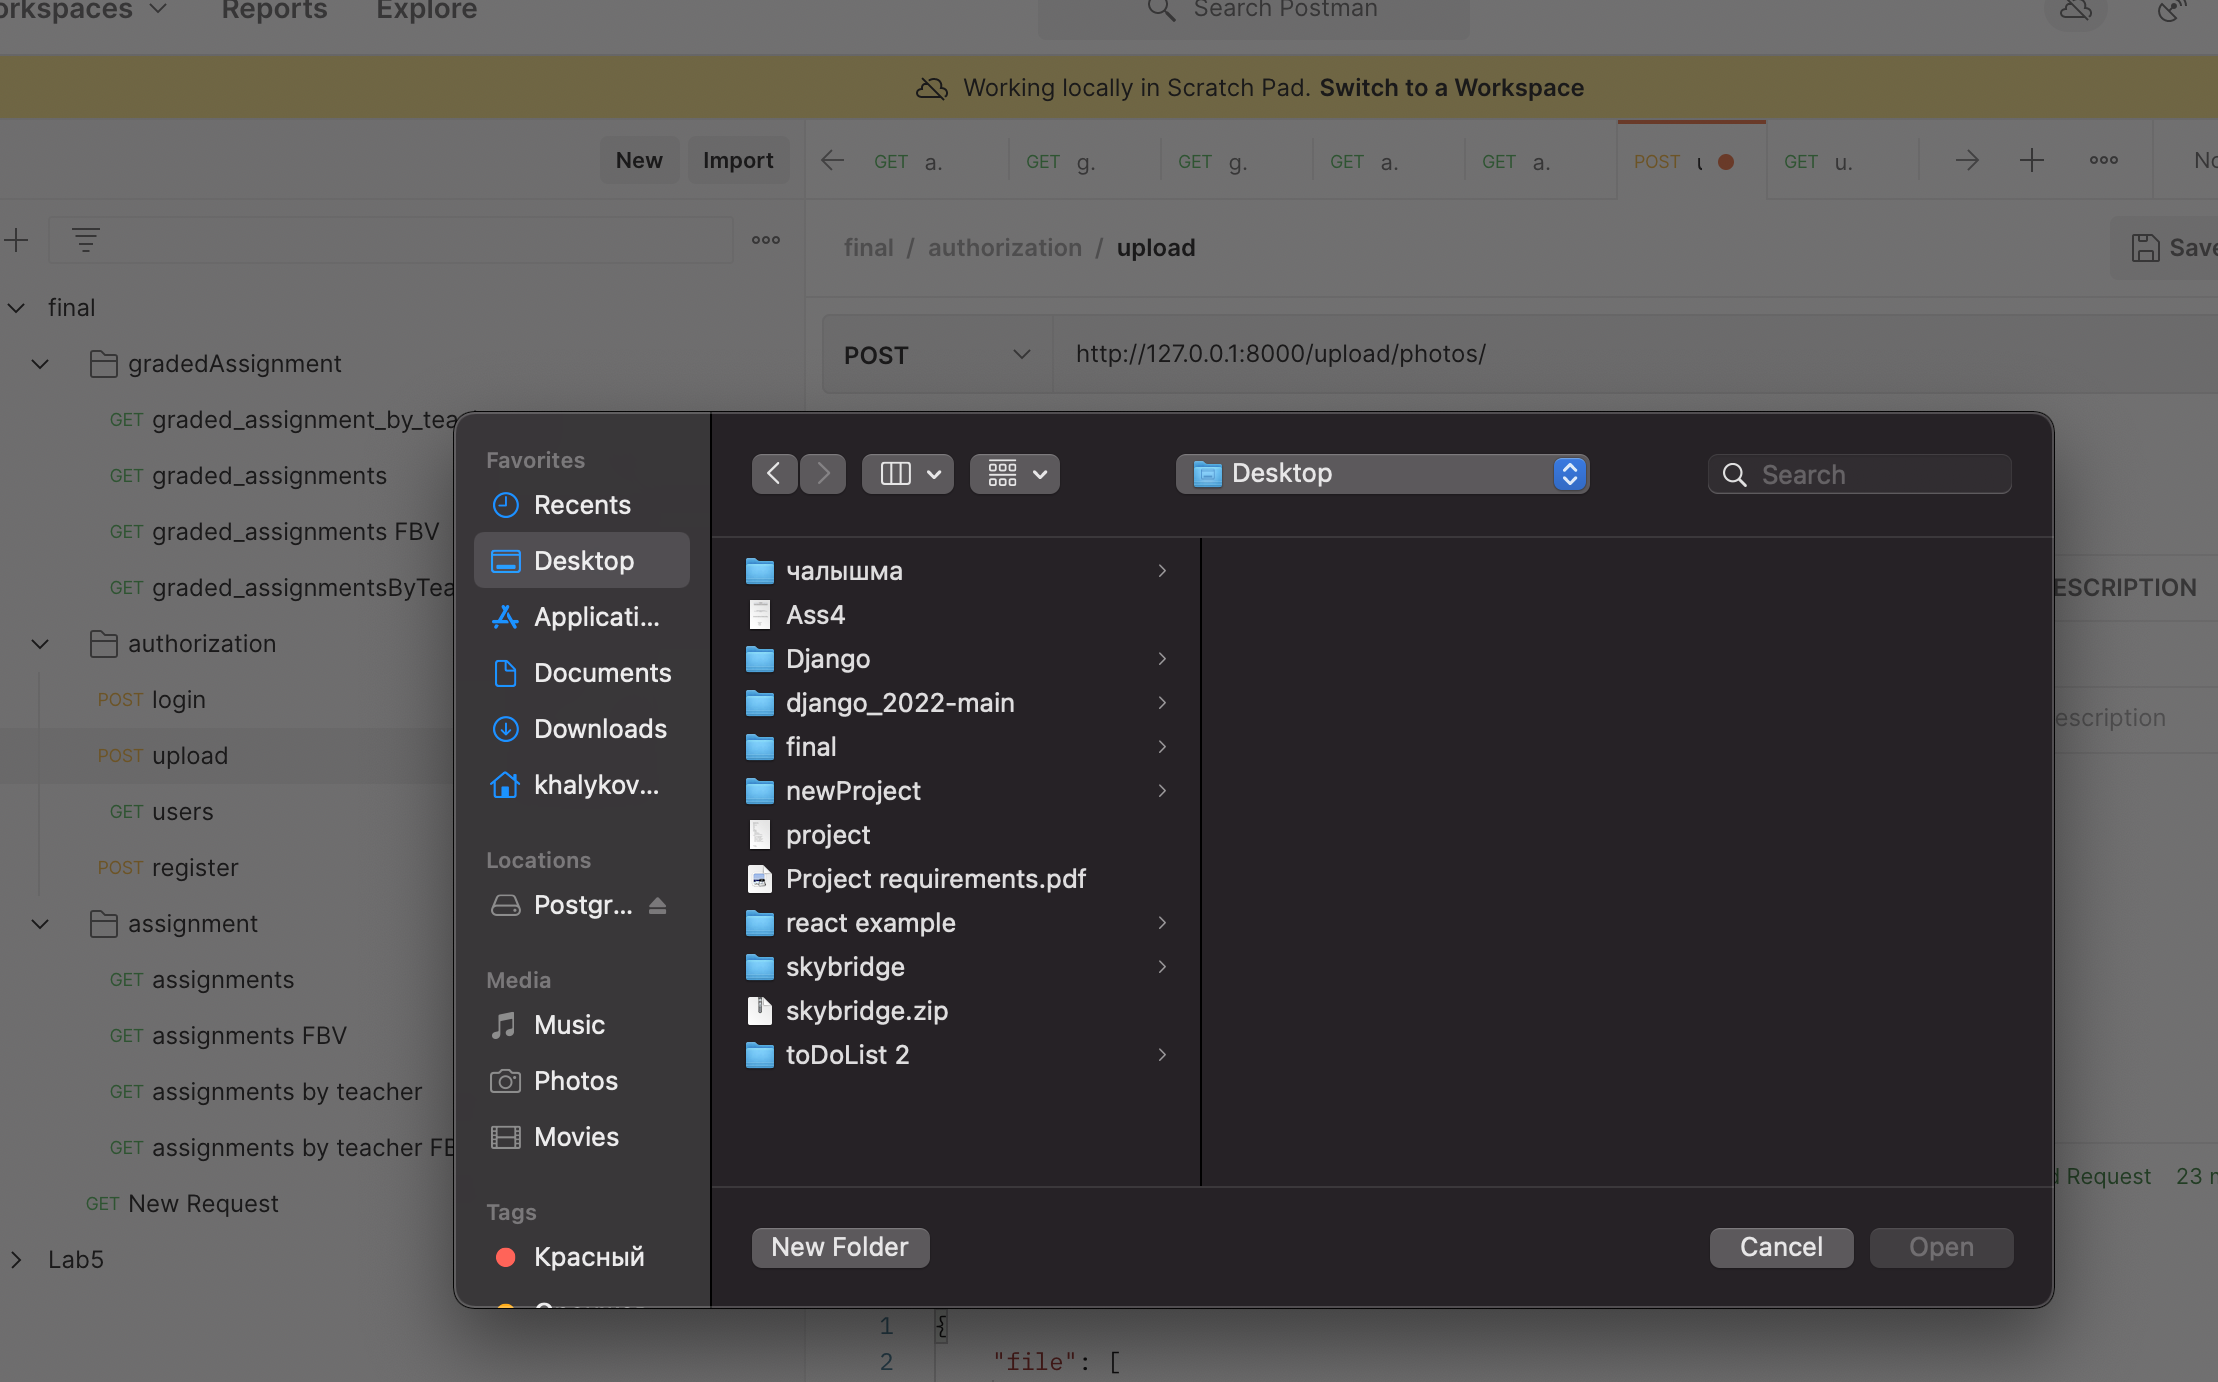 orkspaces
Reports
Explore
Search Postman
Working locally in Scratch Pad. Switch to a Workspace
New
Import
GET a.
GET g.
GET g.
GET a.
GET a.
POST
GET u.
final / authorization / upload
Save
final
gradedAssignment
GET graded_assignment_by_tea
GET graded_assignments
GET graded_assignments FBV
GET graded_assignmentsByTea
authorization
POST login
POST upload
GET users
POST register
assignment
GET assignments
GET assignments FBV
GET assignments by teacher
GET assignments by teacher FB
GET New Request
Lab5
POST
http://127.0.0.1:8000/upload/photos/
ESCRIPTION
escription
Request 23 m
Favorites
Recents
Desktop
Applicati...
Documents
Downloads
khalykov...
Locations
Postgr...
Media
Music
Photos
Movies
Tags
Красный
Desktop
Search
чалышма
Ass4
Django
django_2022-main
final
newProject
project
Project requirements.pdf
react example
skybridge
skybridge.zip
toDoList 2
New Folder
Cancel
Open
1 {
2 "file": [